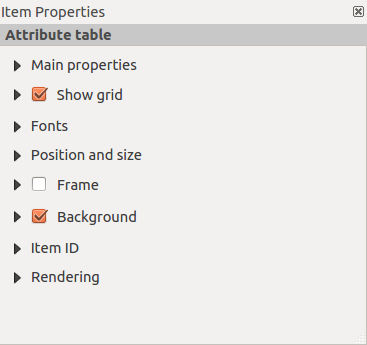 Item Properties
Attribute table
Main properties
Show grid
Fonts
Position and size
Frame
Background
Item ID
Rendering